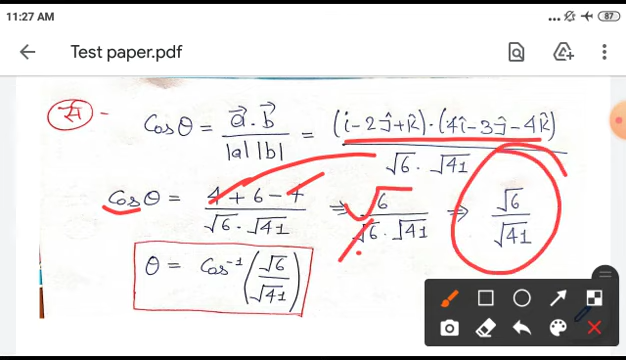 11:27 AM
87
Test paper.pdf
स -
Cosθ = a⃗ . b⃗ / |a| |b| = (î-2ĵ+k̂)·(4î-3ĵ-4k̂) / √6 . √41
Cosθ = 4 + 6 - 4 / √6 . √41 ⇒ 6 / √6 . √41 ⇒ √6 / √41
θ = Cos⁻¹ (√6 / √41)